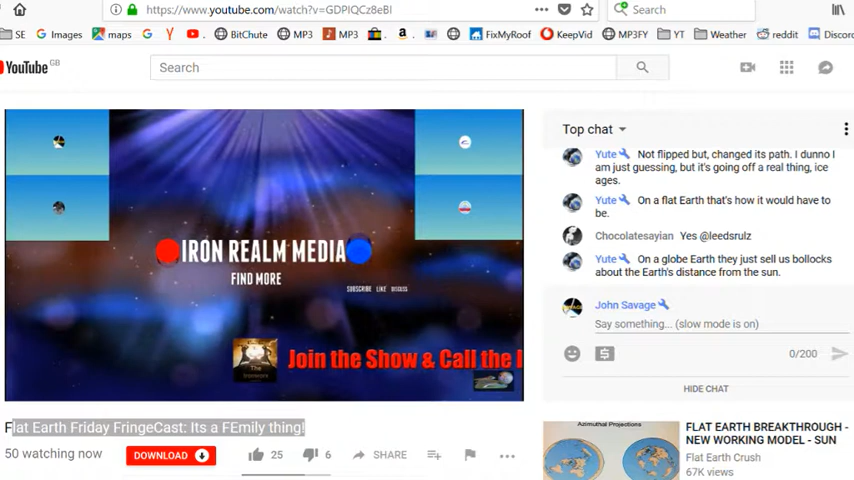 https://www.youtube.com/watch?v=GDPIQCz8eBI
Search
SE Images maps YT BitChute MP3 MP3 FixMyRoof KeepVid MP3FY YT Weather reddit Discord
YouTube GB
Search
Top chat
Yute Not flipped but, changed its path. I dunno I
am just guessing, but it's going off a real thing, ice
ages.
Yute On a flat Earth that's how it would have to
be.
Chocolatesayian Yes @leedsrulz
Yute On a globe Earth they just sell us bollocks
about the Earth's distance from the sun.
John Savage
Say something... (slow mode is on)
0/200
HIDE CHAT
IRON REALM MEDIA
FIND MORE
SUBSCRIBE LIKE DISCUSS
The
Join the Show & Call the
Flat Earth Friday FringeCast: Its a FEmily thing!
50 watching now
DOWNLOAD
25
6
SHARE
Azimuthal Projections
FLAT EARTH BREAKTHROUGH -
NEW WORKING MODEL - SUN
Flat Earth Crush
67K views